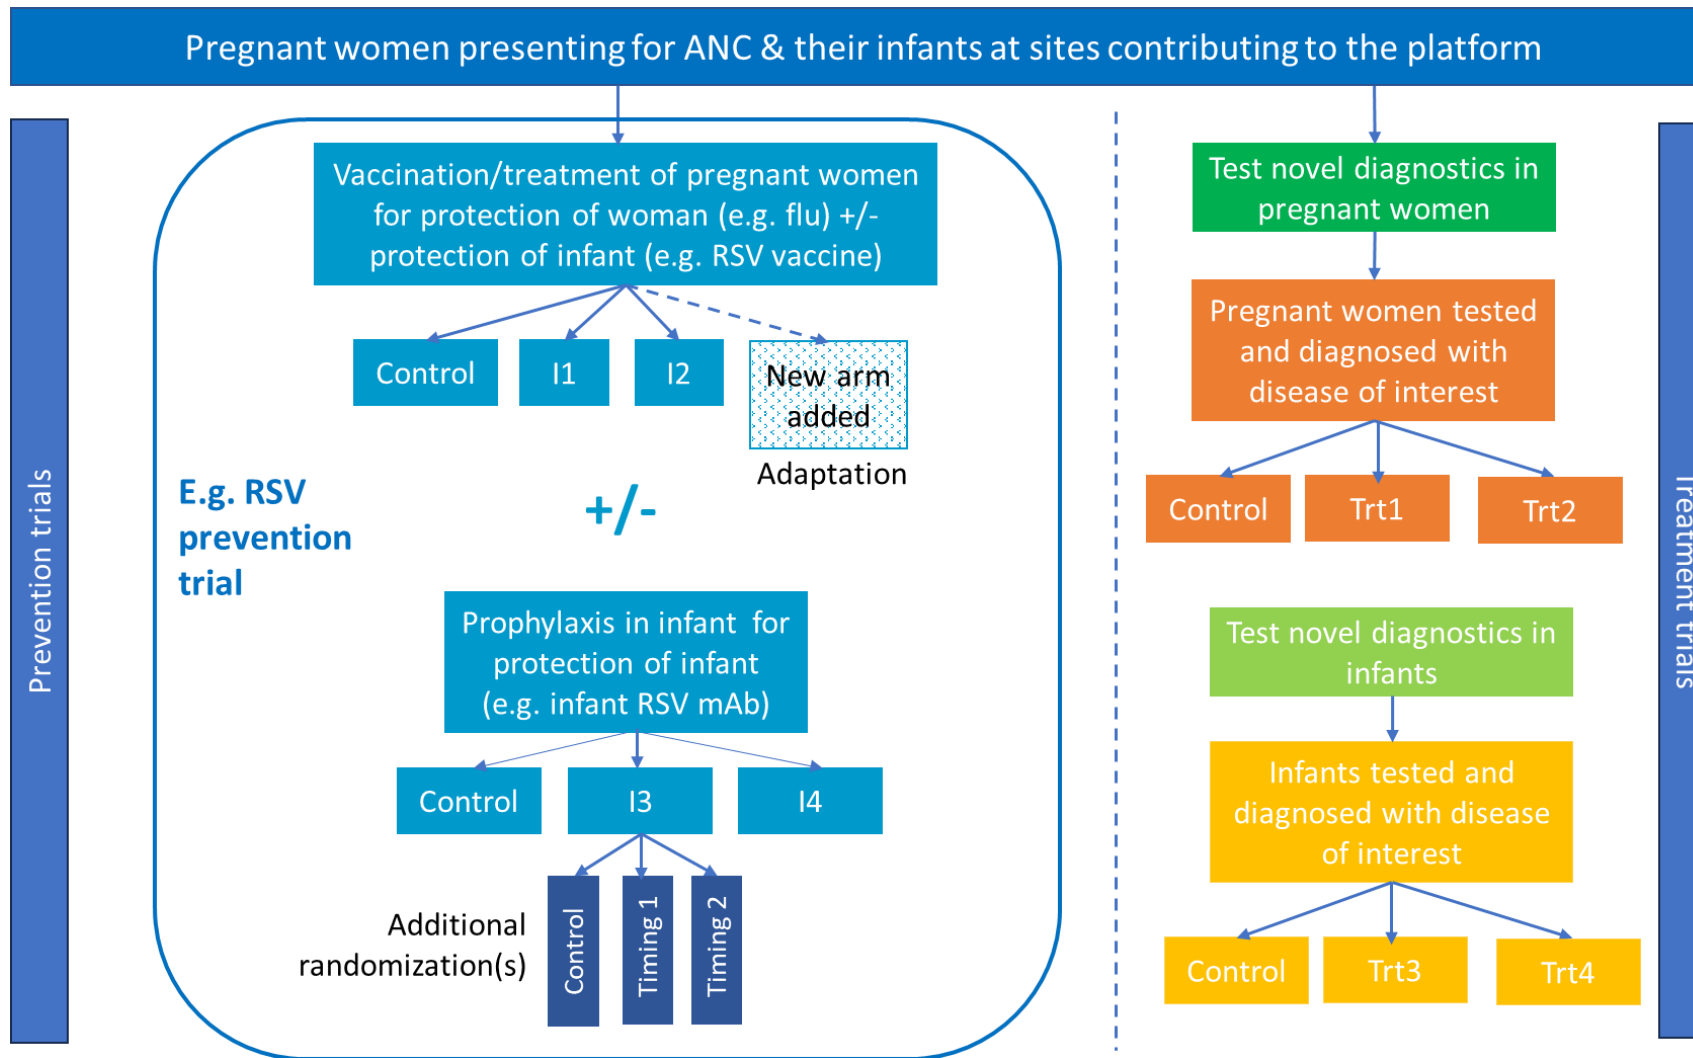 Pregnant women presenting for ANC & their infants at sites contributing to the platform
Prevention trials
Vaccination/treatment of pregnant women
for protection of woman (e.g. flu) +/-
protection of infant (e.g. RSV vaccine)
Control
I1
I2
New arm
added
Adaptation
E.g. RSV
prevention
trial
+/-
Prophylaxis in infant for
protection of infant
(e.g. infant RSV mAb)
Control
I3
I4
Additional
randomization(s)
Control
Timing 1
Timing 2
Test novel diagnostics in
pregnant women
Pregnant women tested
and diagnosed with
disease of interest
Control
Trt1
Trt2
Test novel diagnostics in
infants
Infants tested and
diagnosed with disease
of interest
Control
Trt3
Trt4
Treatment trials